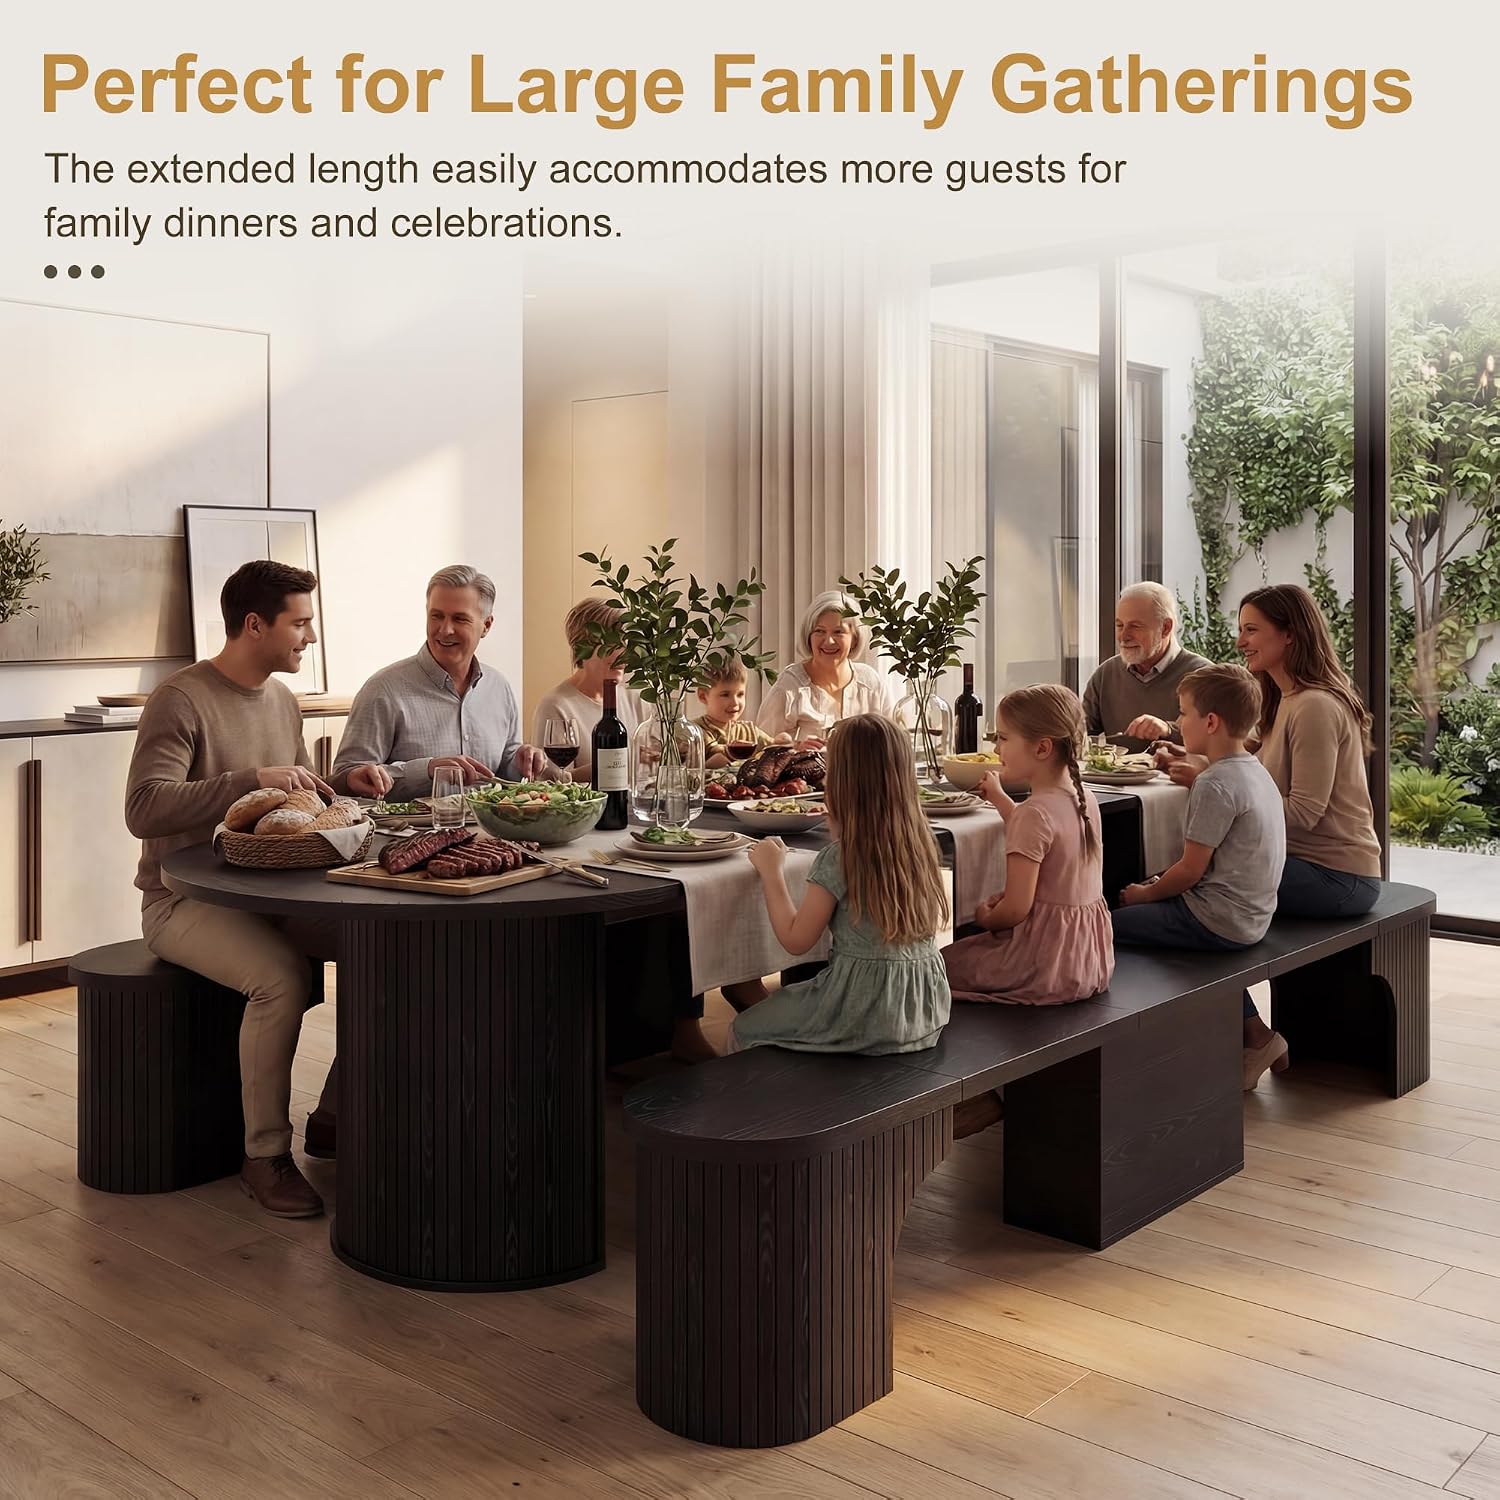 Perfect for Large Family Gatherings
The extended length easily accommodates more guests for
family dinners and celebrations.